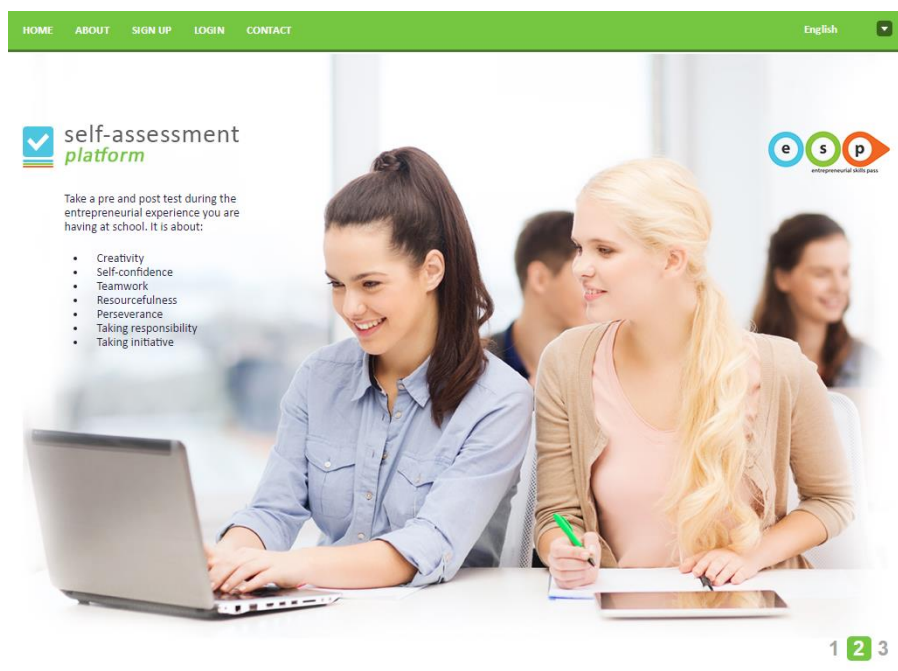 HOME ABOUT SIGN UP LOGIN CONTACT English
self-assessment
platform
e s p
entrepreneurial skills pass
Take a pre and post test during the
entrepreneurial experience you are
having at school. It is about:
• Creativity
• Self-confidence
• Teamwork
• Resourcefulness
• Perseverance
• Taking responsibility
• Taking initiative
1 2 3